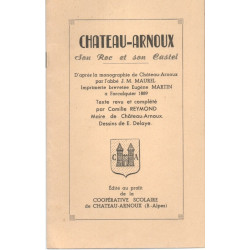 CHATEAU-ARNOUX
Son Roc et son Castel
D'après la monographie de Château-Arnoux
par l'abbé J. M. MAUREL
Imprimerie brevetée Eugène MARTIN
à Forcalquier 1889
Texte revu et complété
par Camille REYMOND
Maire de Château-Arnoux
Dessins de E. Delaye
C A
Edité au profit
de la
COOPÉRATIVE SCOLAIRE
de CHATEAU-ARNOUX (B.-Alpes)